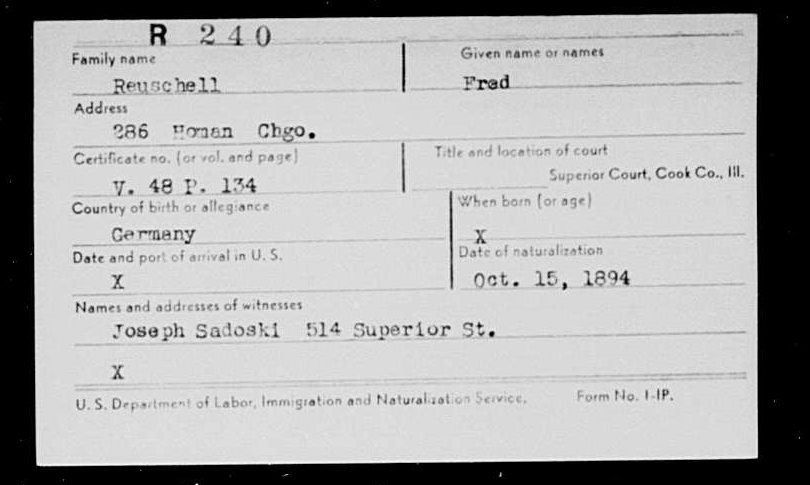 R 240
Family name
Given name or names
Reuschell
Fred
Address
286 Homan Chgo.
Certificate no. (or vol. and page)
Title and location of court
V. 48 P. 134
Superior Court, Cook Co., Ill.
Country of birth or allegiance
When born (or age)
Germany
X
Date and port of arrival in U. S.
Date of naturalization
X
Oct. 15, 1894
Names and addresses of witnesses
Joseph Sadoski 514 Superior St.
X
U. S. Department of Labor, Immigration and Naturalization Service.
Form No. 1-IP.